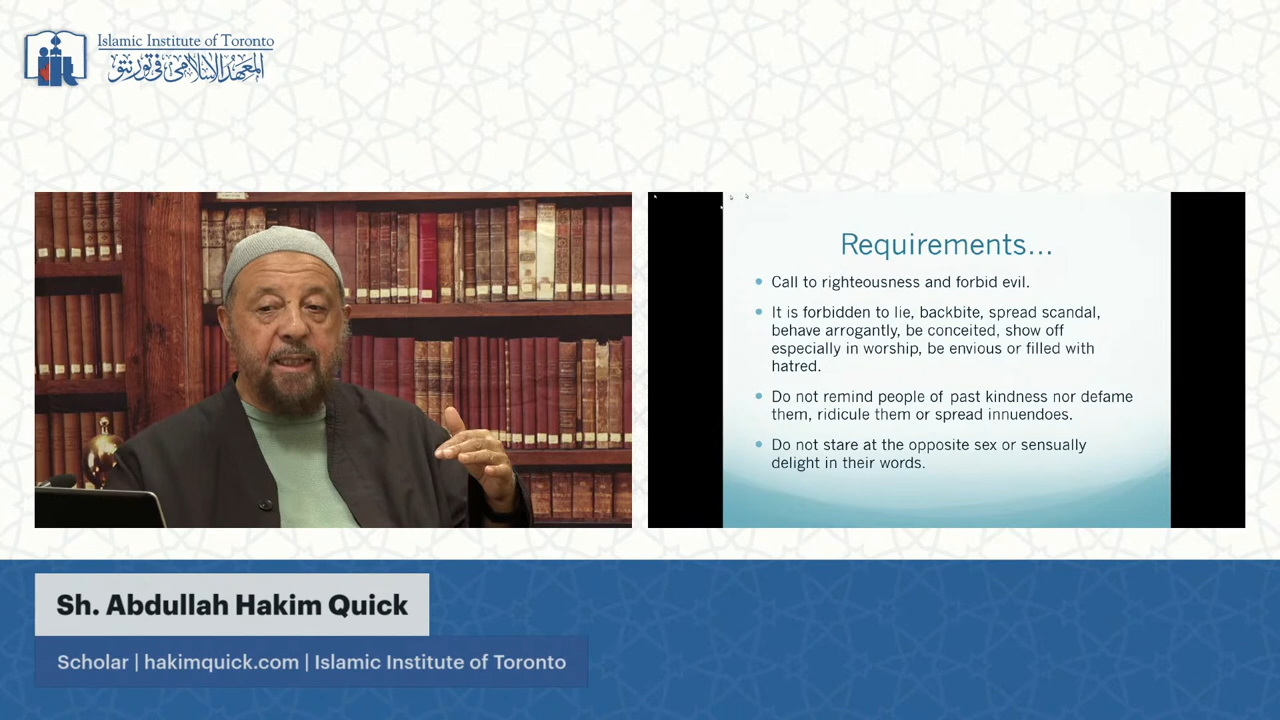 Islamic Institute of Toronto
المعهد الإسلامي في تورنتو
Requirements...
Call to righteousness and forbid evil.
It is forbidden to lie, backbite, spread scandal,
behave arrogantly, be conceited, show off
especially in worship, be envious or filled with
hatred.
Do not remind people of past kindness nor defame
them, ridicule them or spread innuendoes.
Do not stare at the opposite sex or sensually
delight in their words.
Sh. Abdullah Hakim Quick
Scholar | hakimquick.com | Islamic Institute of Toronto